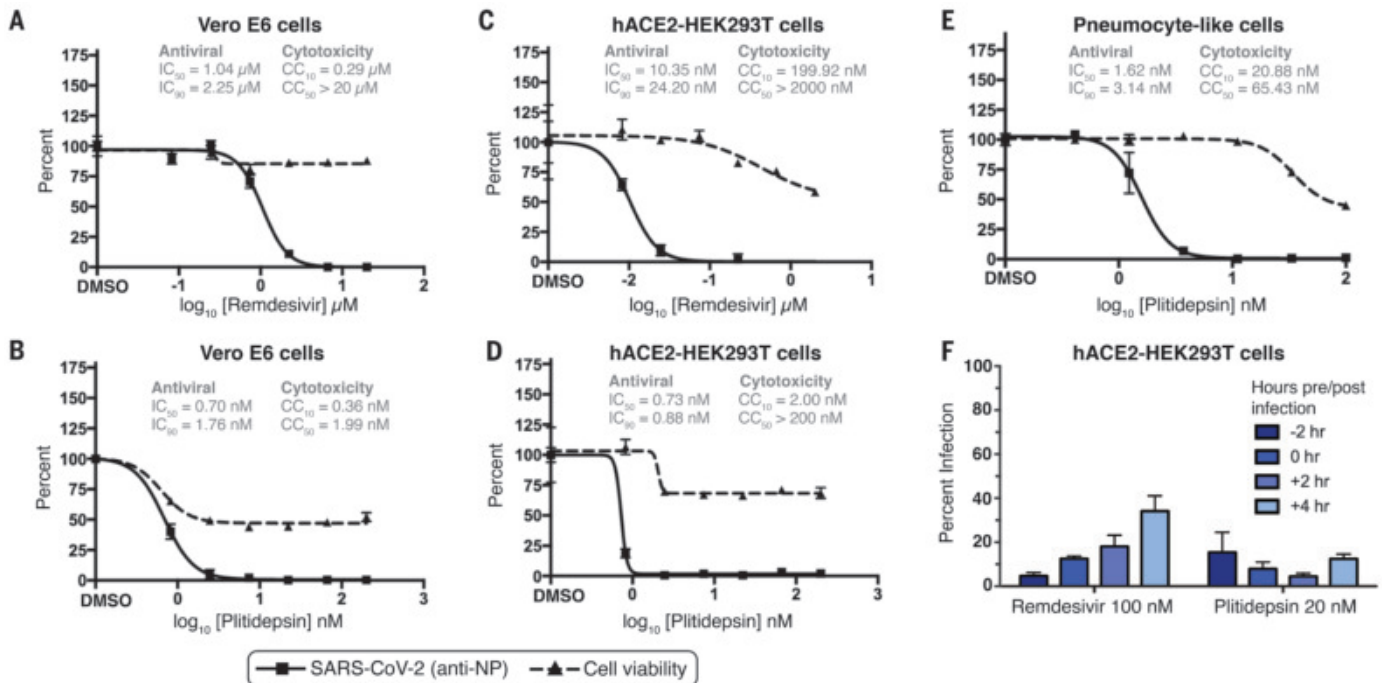 A
Vero E6 cells
Antiviral Cytotoxicity
IC50 = 1.04 µM CC10 = 0.29 µM
IC90 = 2.25 µM CC50 > 20 µM
Percent
175
150
125
100
75
50
25
0
DMSO -1 0 1 2
log10 [Remdesivir] µM
B
Vero E6 cells
Antiviral Cytotoxicity
IC50 = 0.70 nM CC10 = 0.36 nM
IC90 = 1.76 nM CC50 = 1.99 nM
Percent
175
150
125
100
75
50
25
0
DMSO 0 1 2 3
log10 [Plitidepsin] nM
C
hACE2-HEK293T cells
Antiviral Cytotoxicity
IC50 = 10.35 nM CC10 = 199.92 nM
IC90 = 24.20 nM CC50 > 2000 nM
Percent
175
150
125
100
75
50
25
0
DMSO -2 -1 0 1
log10 [Remdesivir] µM
D
hACE2-HEK293T cells
Antiviral Cytotoxicity
IC50 = 0.73 nM CC10 = 2.00 nM
IC90 = 0.88 nM CC50 > 200 nM
Percent
175
150
125
100
75
50
25
0
DMSO 0 1 2 3
log10 [Plitidepsin] nM
E
Pneumocyte-like cells
Antiviral Cytotoxicity
IC50 = 1.62 nM CC10 = 20.88 nM
IC90 = 3.14 nM CC50 = 65.43 nM
Percent
175
150
125
100
75
50
25
0
DMSO 0 1 2
log10 [Plitidepsin] nM
F
hACE2-HEK293T cells
Percent Infection
100
80
60
40
20
0
Hours pre/post
infection
-2 hr
0 hr
+2 hr
+4 hr
Remdesivir 100 nM Plitidepsin 20 nM
SARS-CoV-2 (anti-NP) Cell viability